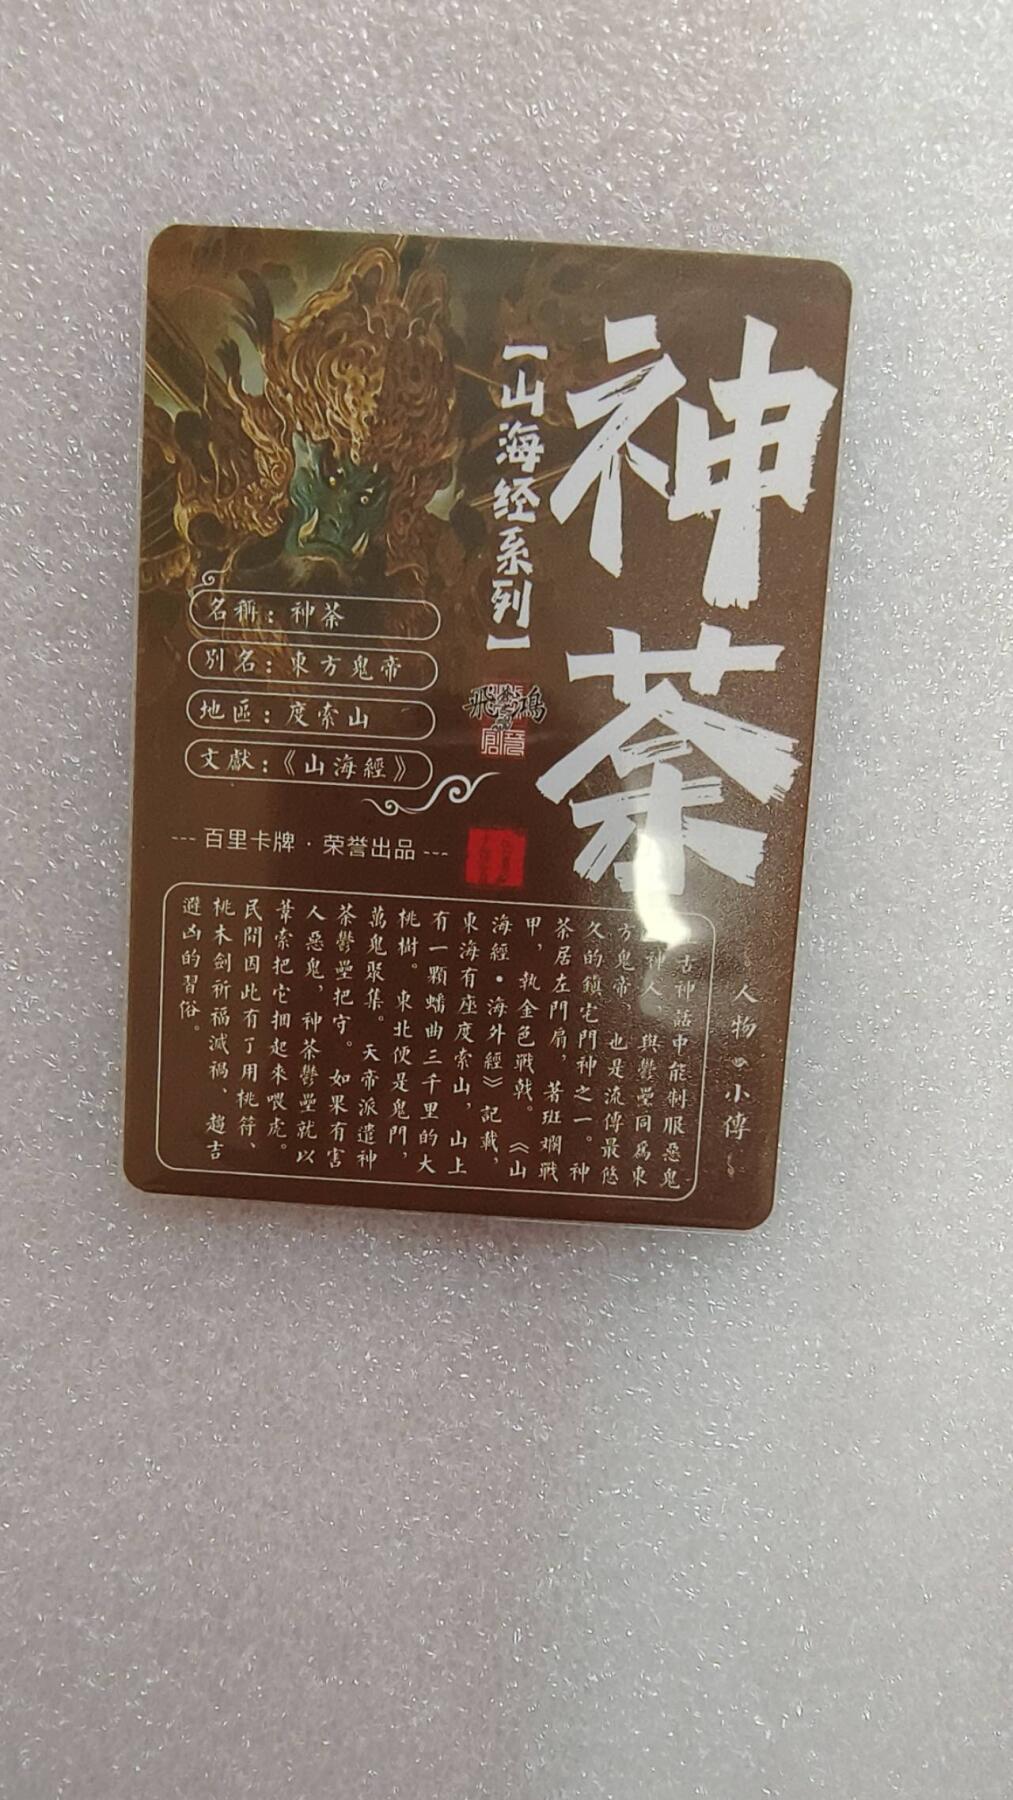 神荼
【山海经系列】
飛鴻
名稱：神荼
別名：東方鬼帝
地區：度索山
文獻：《山海經》
--- 百里卡牌 · 荣誉出品 ---
人物小傳
古神話中能制服惡鬼
神人，與鬱壘同爲東
方鬼帝，也是流傳最悠
久的鎮宅門神之一。神
荼居左門扇，著班斕戰
甲，執金色戰戟。《山
海經•海外經》記載，
東海有座度索山，山上
有一顆蟠曲三千里的大
桃樹。東北便是鬼門，
萬鬼聚集。天帝派遣神
荼鬱壘把守。如果有害
人惡鬼，神荼鬱壘就以
葦索把它捆起來喂虎。
民間因此有了用桃符、
桃木劍祈福滅禍、趨吉
避凶的習俗。